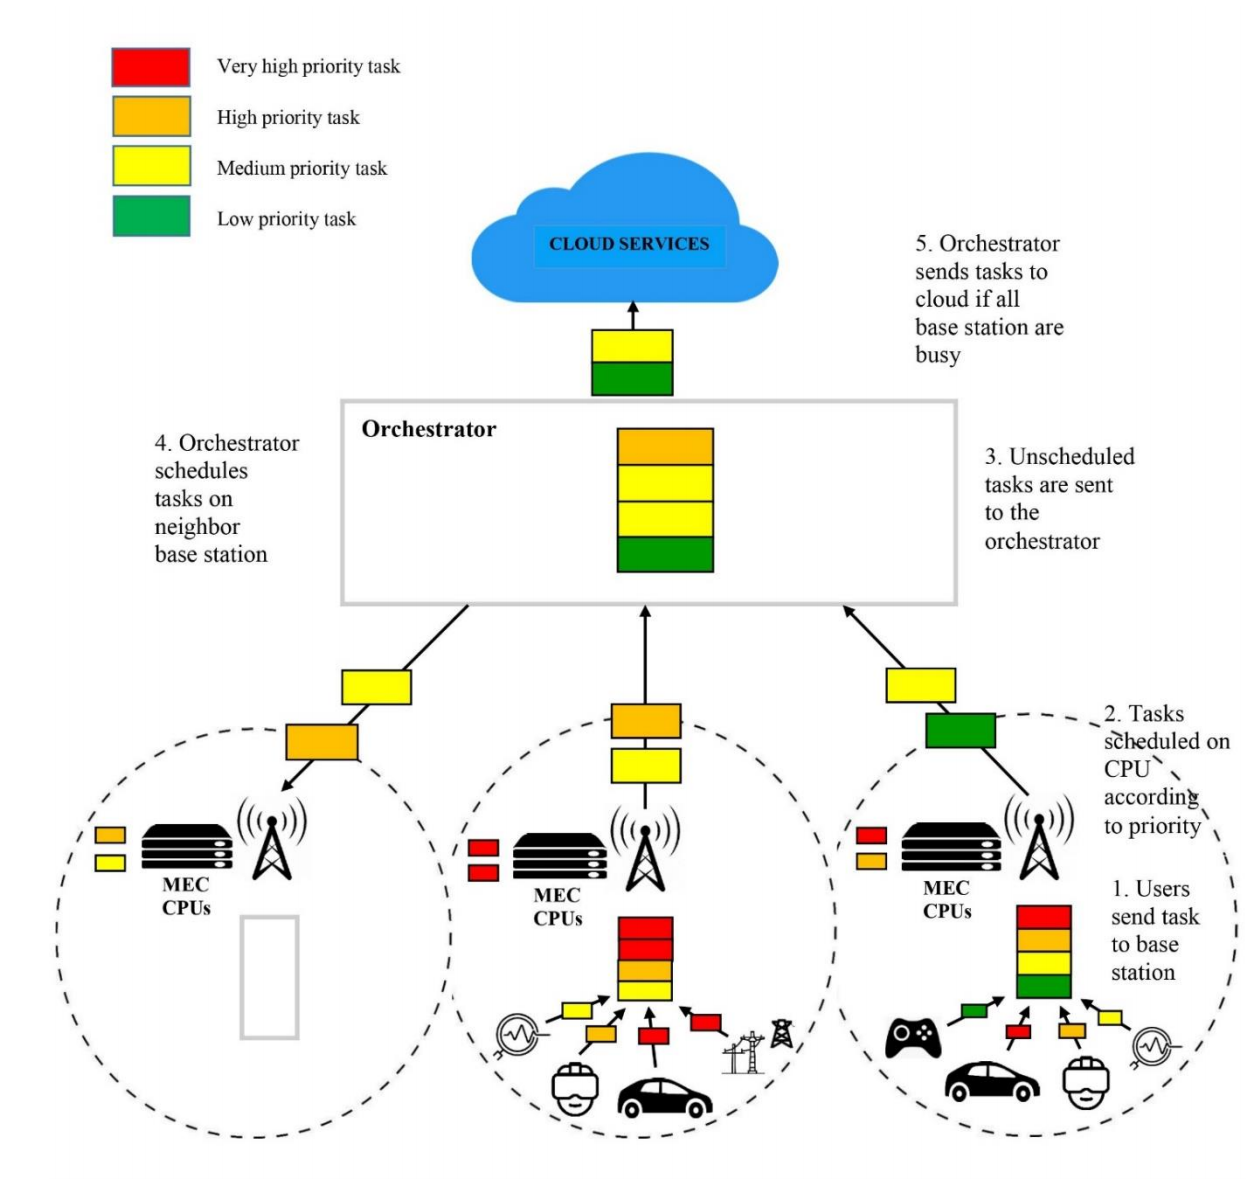 Very high priority task
High priority task
Medium priority task
Low priority task
CLOUD SERVICES
5. Orchestrator
sends tasks to
cloud if all
base station are
busy
Orchestrator
4. Orchestrator
schedules
tasks on
neighbor
base station
3. Unscheduled
tasks are sent
to the
orchestrator
2. Tasks
scheduled on
CPU
according
to priority
MEC
CPUs
MEC
CPUs
MEC
CPUs
1. Users
send task
to base
station